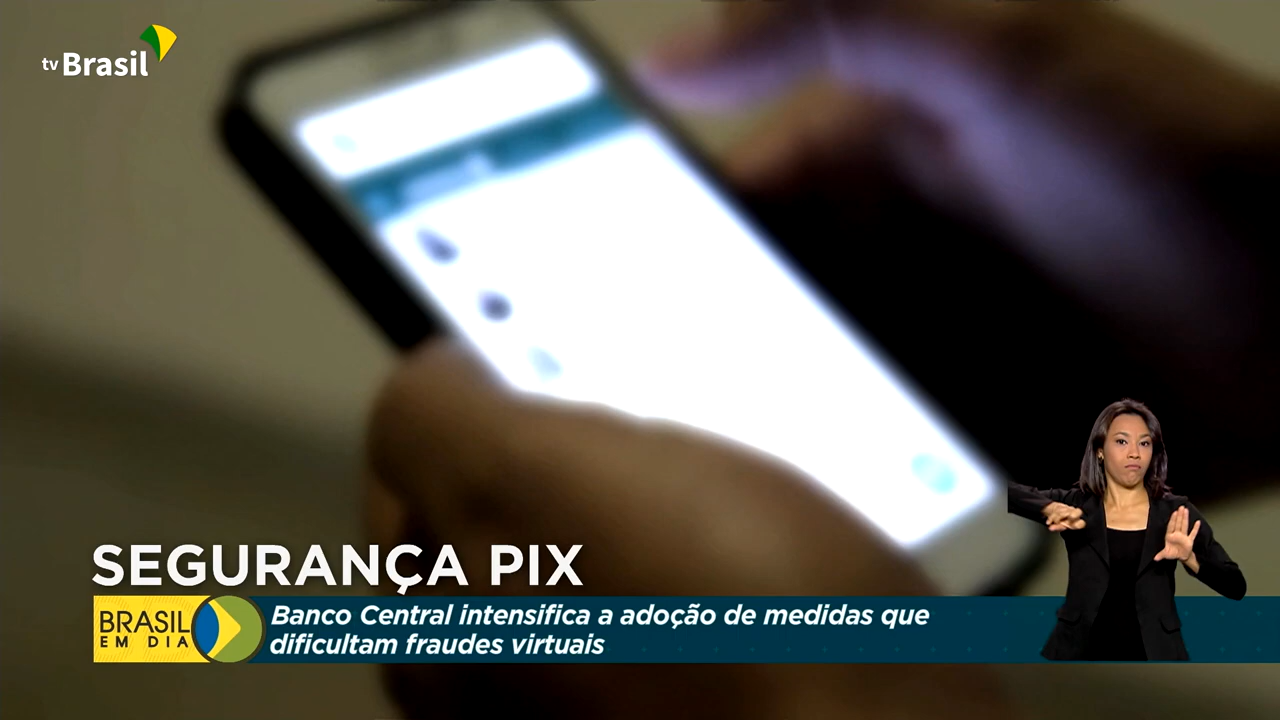 tv Brasil
SEGURANÇA PIX
BRASIL
EM DIA
Banco Central intensifica a adoção de medidas que
dificultam fraudes virtuais